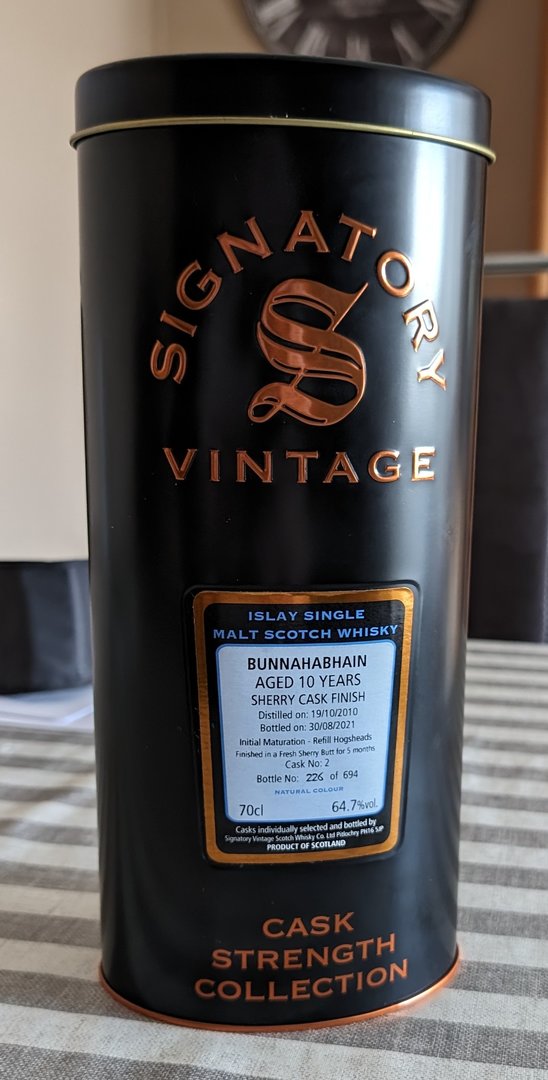 SIGNATORY
S
VINTAGE
ISLAY SINGLE
MALT SCOTCH WHISKY
BUNNAHABHAIN
AGED 10 YEARS
SHERRY CASK FINISH
Distilled on: 19/10/2010
Bottled on: 30/08/2021
Initial Maturation - Refill Hogsheads
Finished in a Fresh Sherry Butt for 5 months
Cask No: 2
Bottle No: 226 of 694
NATURAL COLOUR
70cl 64.7%vol.
Casks individually selected and bottled by
Signatory Vintage Scotch Whisky Co. Ltd Pitlochry PH16 5JP
PRODUCT OF SCOTLAND
CASK
STRENGTH
COLLECTION